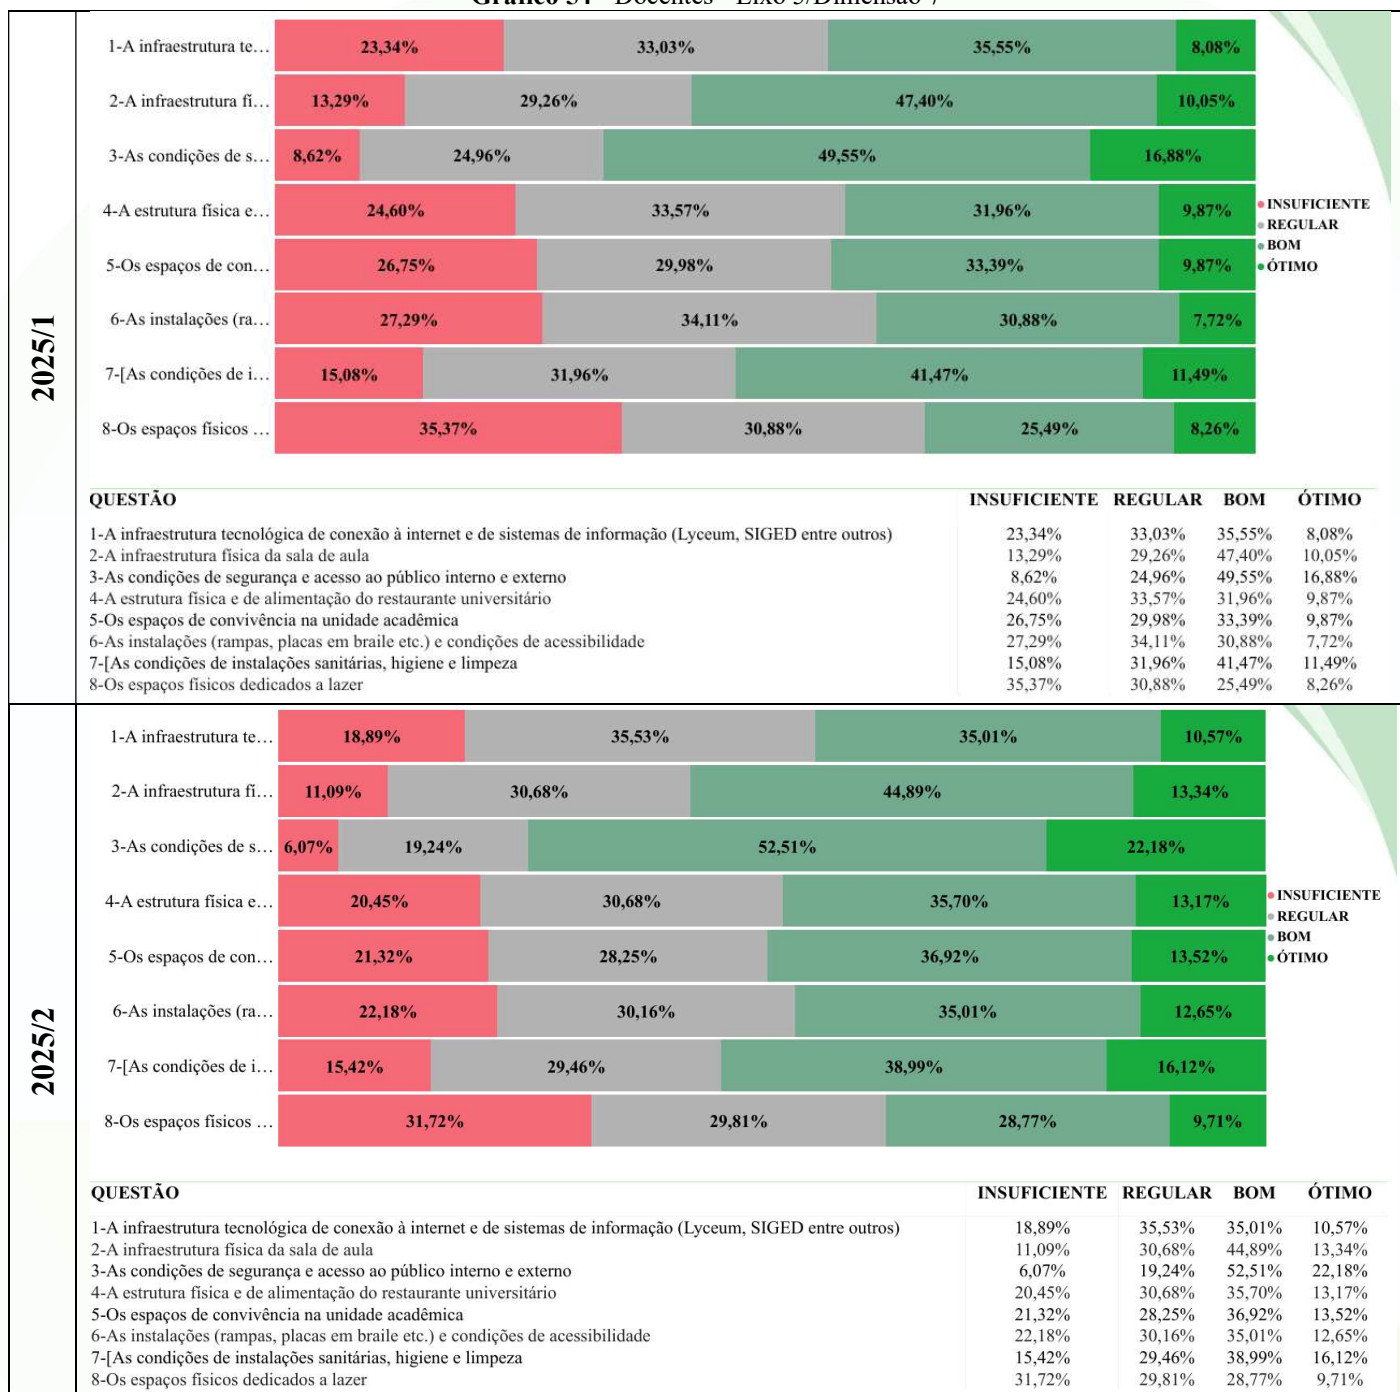 Gráfico 54 - Docentes - Eixo 5/Dimensão 7
2025/1
1-A infraestrutura te... 23,34% 33,03% 35,55% 8,08%
2-A infraestrutura fí... 13,29% 29,26% 47,40% 10,05%
3-As condições de s... 8,62% 24,96% 49,55% 16,88%
4-A estrutura física e... 24,60% 33,57% 31,96% 9,87%
5-Os espaços de con... 26,75% 29,98% 33,39% 9,87%
6-As instalações (ra... 27,29% 34,11% 30,88% 7,72%
7-[As condições de i... 15,08% 31,96% 41,47% 11,49%
8-Os espaços físicos ... 35,37% 30,88% 25,49% 8,26%
INSUFICIENTE
REGULAR
BOM
ÓTIMO
QUESTÃO INSUFICIENTE REGULAR BOM ÓTIMO
1-A infraestrutura tecnológica de conexão à internet e de sistemas de informação (Lyceum, SIGED entre outros) 23,34% 33,03% 35,55% 8,08%
2-A infraestrutura física da sala de aula 13,29% 29,26% 47,40% 10,05%
3-As condições de segurança e acesso ao público interno e externo 8,62% 24,96% 49,55% 16,88%
4-A estrutura física e de alimentação do restaurante universitário 24,60% 33,57% 31,96% 9,87%
5-Os espaços de convivência na unidade acadêmica 26,75% 29,98% 33,39% 9,87%
6-As instalações (rampas, placas em braile etc.) e condições de acessibilidade 27,29% 34,11% 30,88% 7,72%
7-[As condições de instalações sanitárias, higiene e limpeza 15,08% 31,96% 41,47% 11,49%
8-Os espaços físicos dedicados a lazer 35,37% 30,88% 25,49% 8,26%
2025/2
1-A infraestrutura te... 18,89% 35,53% 35,01% 10,57%
2-A infraestrutura fí... 11,09% 30,68% 44,89% 13,34%
3-As condições de s... 6,07% 19,24% 52,51% 22,18%
4-A estrutura física e... 20,45% 30,68% 35,70% 13,17%
5-Os espaços de con... 21,32% 28,25% 36,92% 13,52%
6-As instalações (ra... 22,18% 30,16% 35,01% 12,65%
7-[As condições de i... 15,42% 29,46% 38,99% 16,12%
8-Os espaços físicos ... 31,72% 29,81% 28,77% 9,71%
INSUFICIENTE
REGULAR
BOM
ÓTIMO
QUESTÃO INSUFICIENTE REGULAR BOM ÓTIMO
1-A infraestrutura tecnológica de conexão à internet e de sistemas de informação (Lyceum, SIGED entre outros) 18,89% 35,53% 35,01% 10,57%
2-A infraestrutura física da sala de aula 11,09% 30,68% 44,89% 13,34%
3-As condições de segurança e acesso ao público interno e externo 6,07% 19,24% 52,51% 22,18%
4-A estrutura física e de alimentação do restaurante universitário 20,45% 30,68% 35,70% 13,17%
5-Os espaços de convivência na unidade acadêmica 21,32% 28,25% 36,92% 13,52%
6-As instalações (rampas, placas em braile etc.) e condições de acessibilidade 22,18% 30,16% 35,01% 12,65%
7-[As condições de instalações sanitárias, higiene e limpeza 15,42% 29,46% 38,99% 16,12%
8-Os espaços físicos dedicados a lazer 31,72% 29,81% 28,77% 9,71%